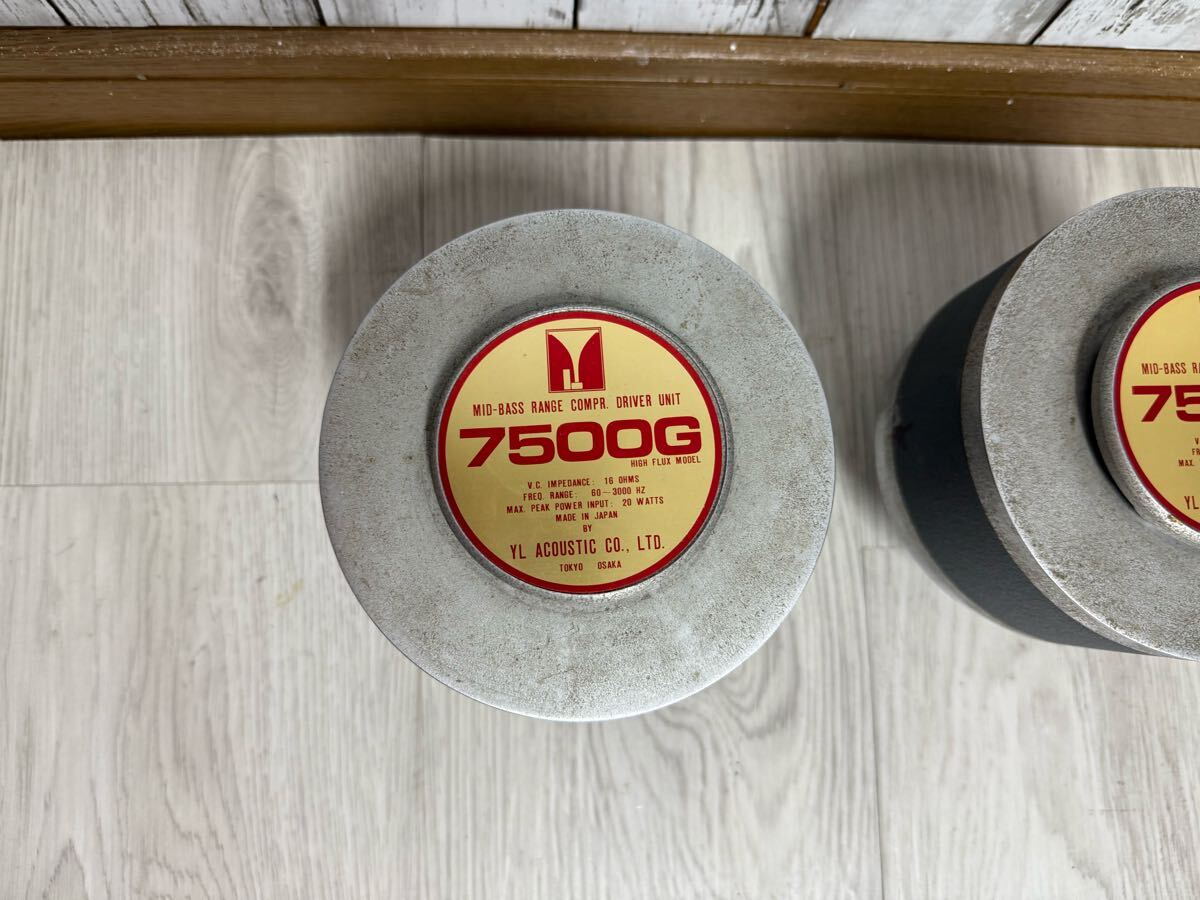 MID-BASS RANGE COMPR. DRIVER UNIT
7500G
HIGH FLUX MODEL
V.C. IMPEDANCE: 16 OHMS
FREQ. RANGE: 60—3000 HZ
MAX. PEAK POWER INPUT: 20 WATTS
MADE IN JAPAN
BY
YL ACOUSTIC CO., LTD.
TOKYO OSAKA
MID-BASS RA
75
V.
FR
MAX.
YL